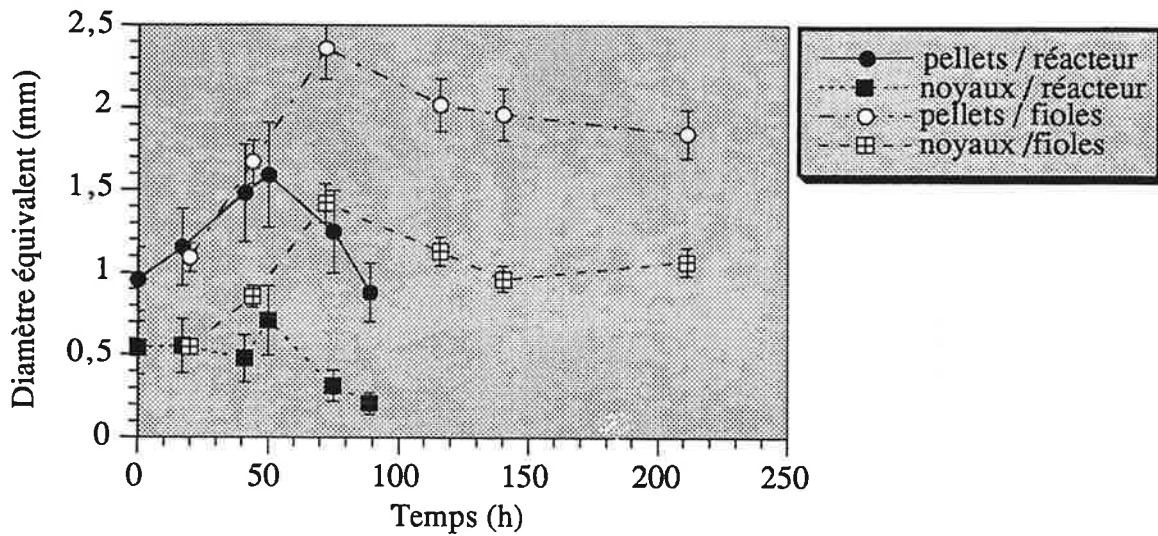 2,5
2
1,5
1
0,5
0
Diamètre équivalent (mm)
0
50
100
150
200
250
Temps (h)
pellets / réacteur
noyaux / réacteur
pellets / fioles
noyaux /fioles